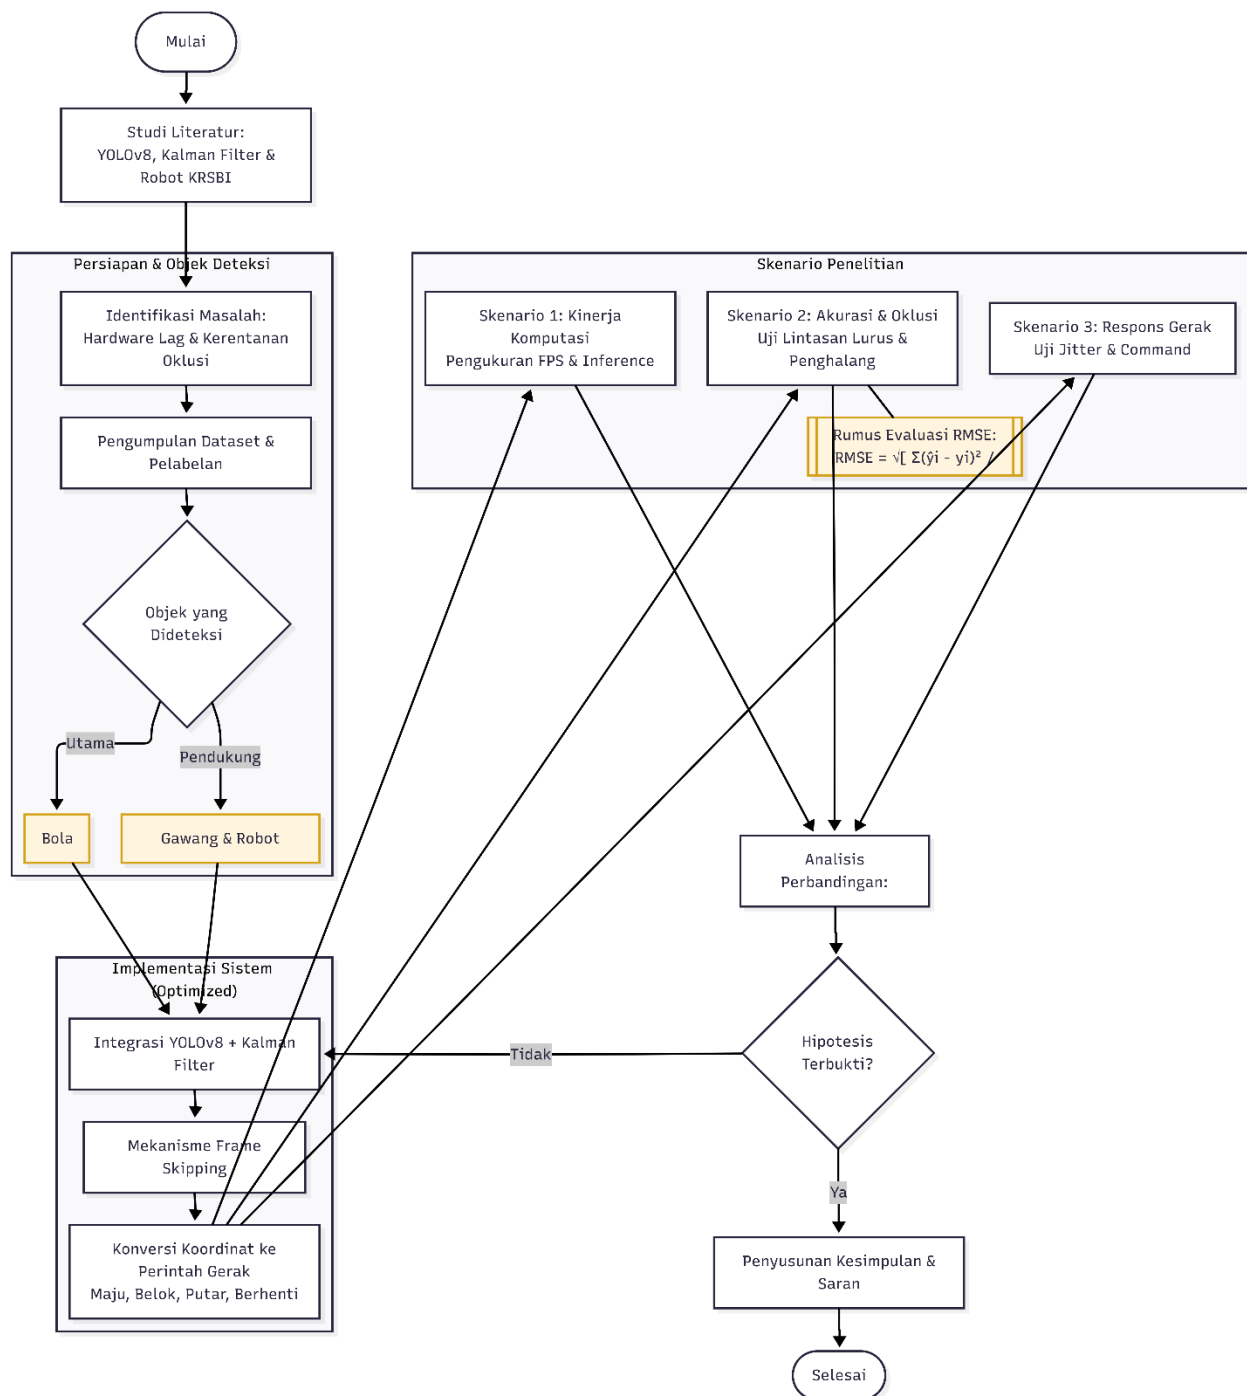 Mulai
Studi Literatur:
YOLOv8, Kalman Filter &
Robot KRSBI
Persiapan & Objek Deteksi
Identifikasi Masalah:
Hardware Lag & Kerentanan
Oklusi
Pengumpulan Dataset &
Pelabelan
Objek yang
Dideteksi
Utama
Pendukung
Bola
Gawang & Robot
Implementasi Sistem
(Optimized)
Integrasi YOLOv8 + Kalman
Filter
Mekanisme Frame
Skipping
Konversi Koordinat ke
Perintah Gerak
Maju, Belok, Putar, Berhenti
Skenario Penelitian
Skenario 1: Kinerja
Komputasi
Pengukuran FPS & Inference
Skenario 2: Akurasi & Oklusi
Uji Lintasan Lurus &
Penghalang
Skenario 3: Respons Gerak
Uji Jitter & Command
Rumus Evaluasi RMSE:
RMSE = √[ Σ(ŷi - yi)² /
Analisis
Perbandingan:
Hipotesis
Terbukti?
Tidak
Ya
Penyusunan Kesimpulan &
Saran
Selesai